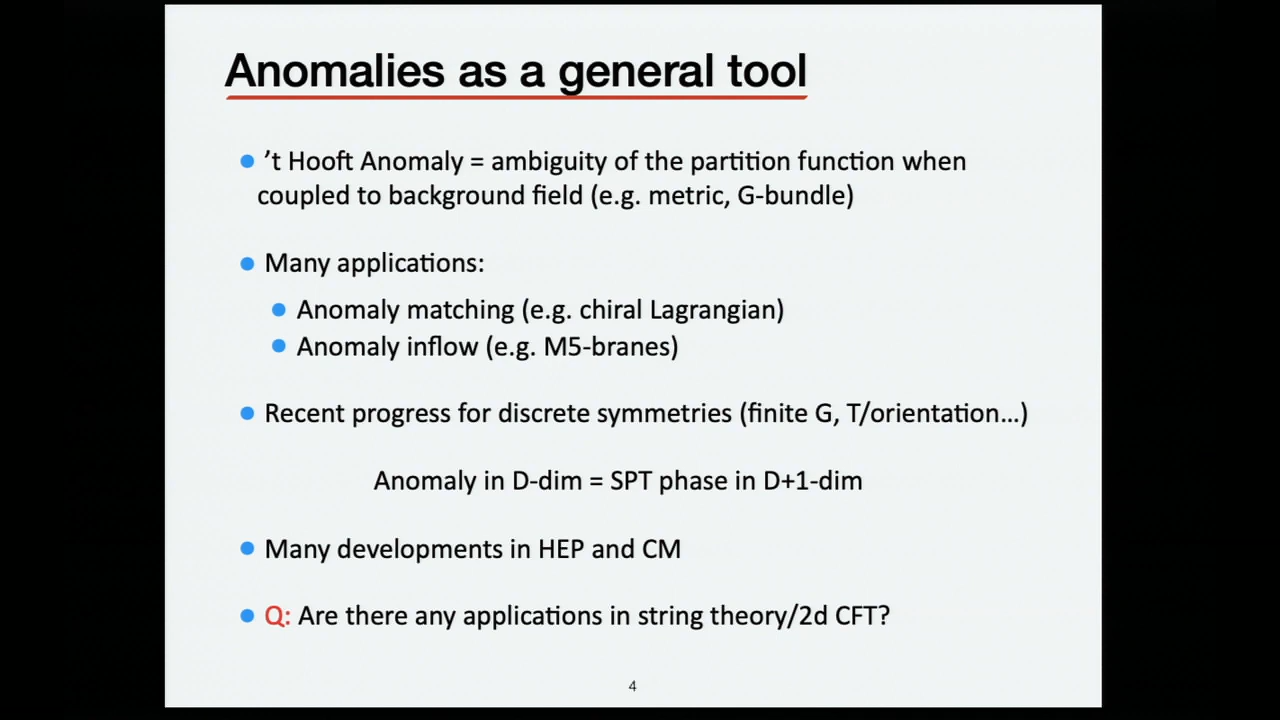 Anomalies as a general tool
’t Hooft Anomaly = ambiguity of the partition function when
coupled to background field (e.g. metric, G-bundle)
Many applications:
Anomaly matching (e.g. chiral Lagrangian)
Anomaly inflow (e.g. M5-branes)
Recent progress for discrete symmetries (finite G, T/orientation...)
Anomaly in D-dim = SPT phase in D+1-dim
Many developments in HEP and CM
Q: Are there any applications in string theory/2d CFT?
4